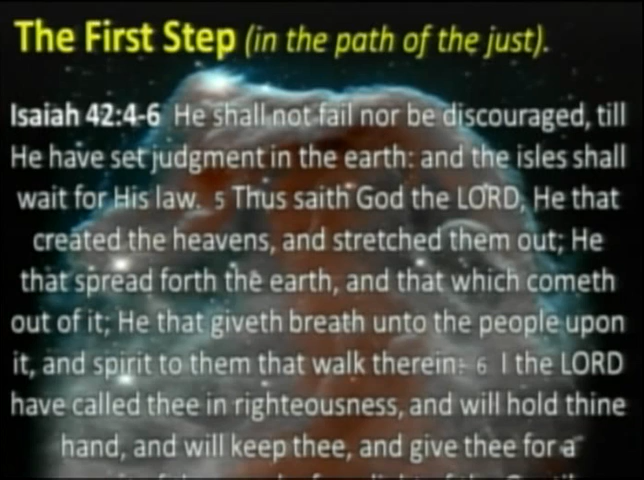 The First Step (in the path of the just).
Isaiah 42:4-6 He shall not fail nor be discouraged, till
He have set judgment in the earth: and the isles shall
wait for His law. 5 Thus saith God the LORD, He that
created the heavens, and stretched them out; He
that spread forth the earth, and that which cometh
out of it; He that giveth breath unto the people upon
it, and spirit to them that walk therein: 6 I the LORD
have called thee in righteousness, and will hold thine
hand, and will keep thee, and give thee for a